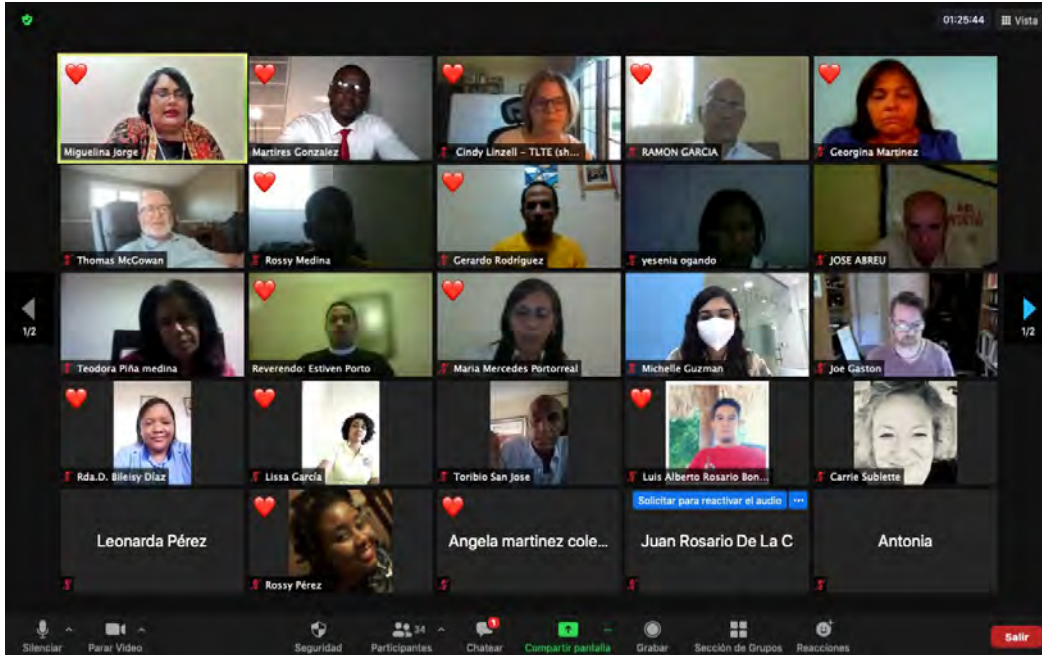 01:25:44 Vista
Miguelina Jorge
Martires Gonzalez
Cindy Linzell - TLTE (sh...
RAMON GARCIA
Georgina Martinez
Thomas McGowan
Rossy Medina
Gerardo Rodríguez
yesenia ogando
JOSE ABREU
1/2
1/2
Teodora Piña medina
Reverendo: Estiven Porto
Maria Mercedes Portorreal
Michelle Guzman
Joe Gaston
Rda.D. Bileisy Díaz
Lissa García
Toribio San Jose
Luis Alberto Rosario Bon...
Carrie Sublette
Solicitar para reactivar el audio ...
Leonarda Pérez
Rossy Pérez
Angela martinez cole...
Juan Rosario De La C
Antonia
Silenciar
Parar Video
Seguridad
34
Participantes
1
Chatear
Compartir pantalla
Grabar
Sección de Grupos
Reacciones
Salir